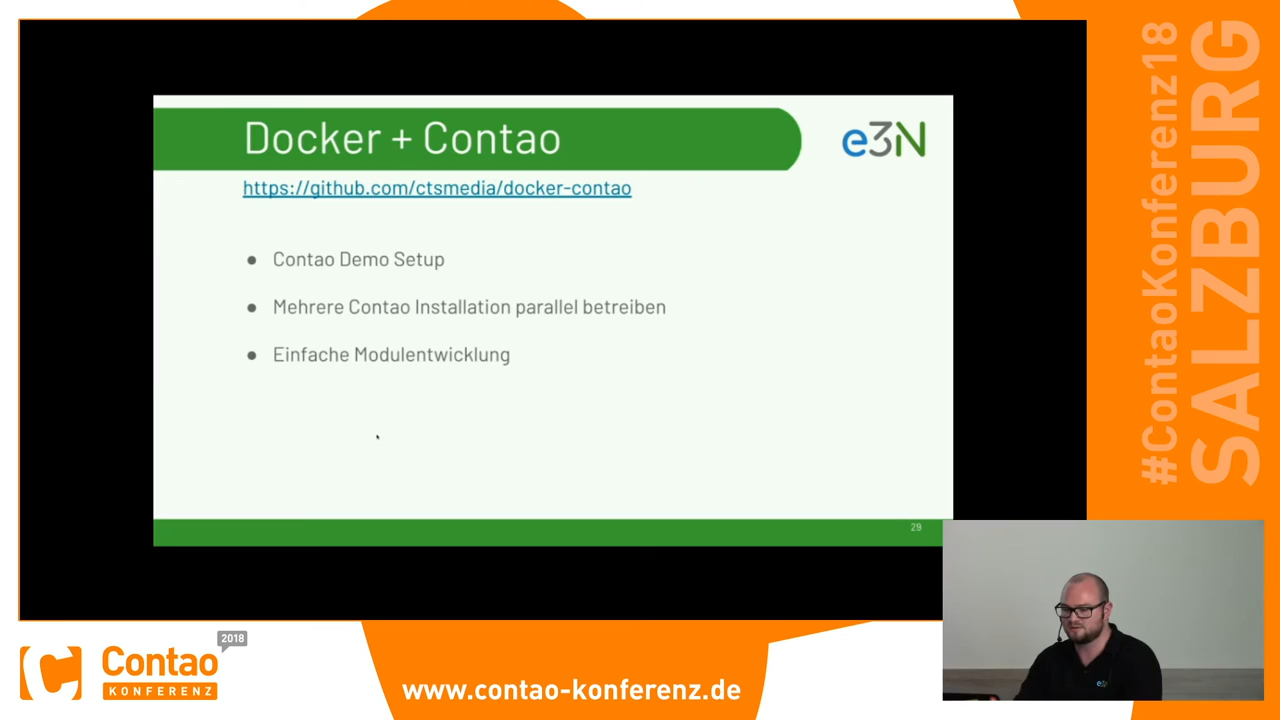 Docker + Contao
e3N
https://github.com/ctsmedia/docker-contao
● Contao Demo Setup
● Mehrere Contao Installation parallel betreiben
● Einfache Modulentwicklung
29
#ContaoKonferenz18
SALZBURG
e3N
2018
Contao
KONFERENZ
www.contao-konferenz.de